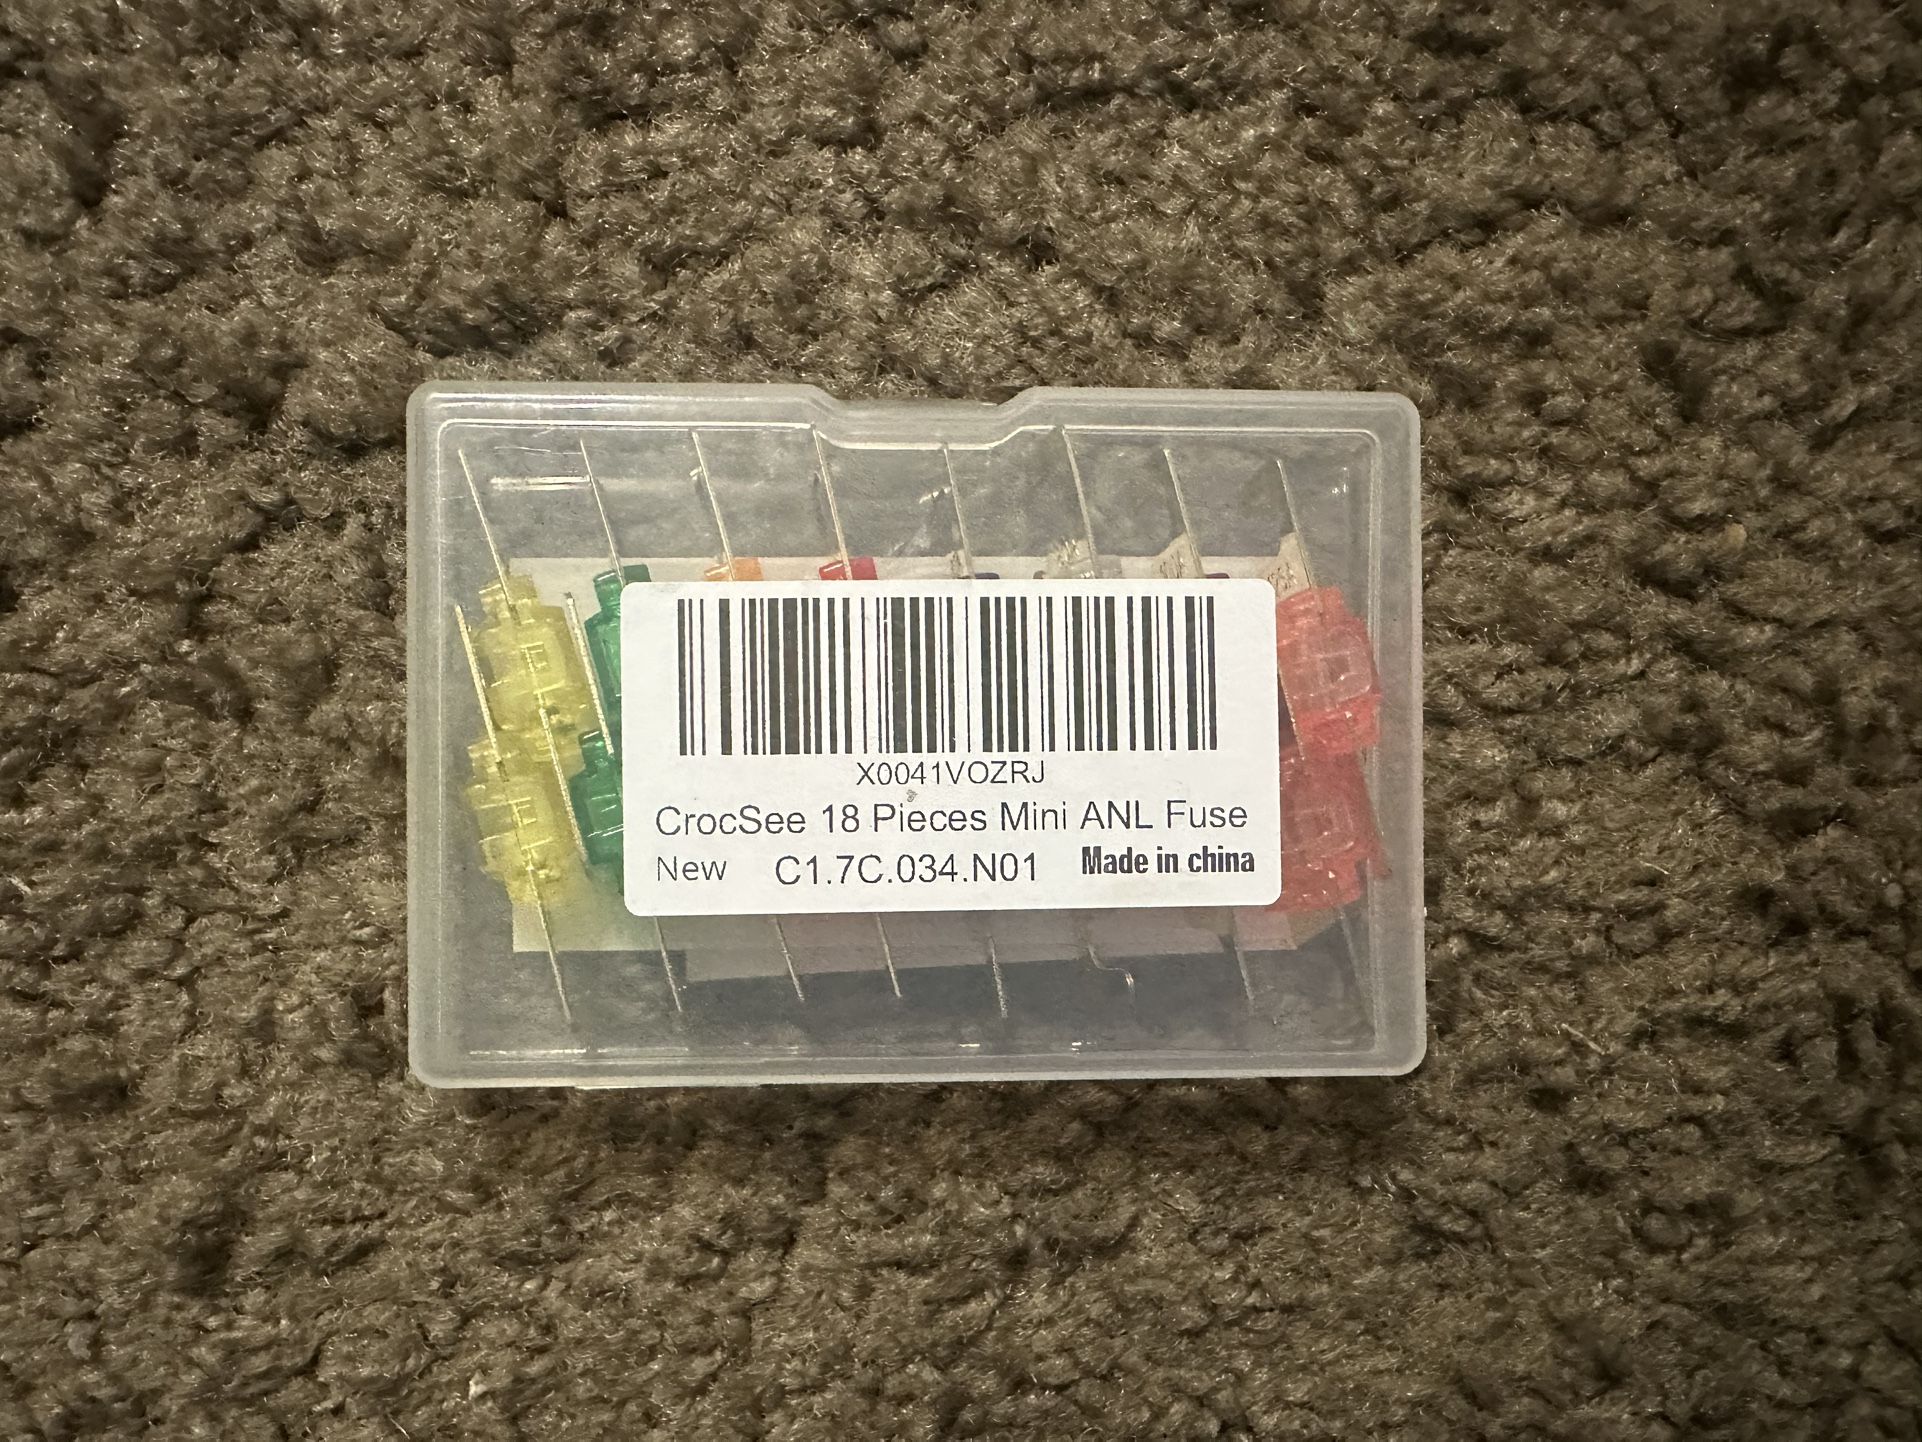 X0041VOZRJ
CrocSee 18 Pieces Mini ANL Fuse
New C1.7C.034.N01 Made in china